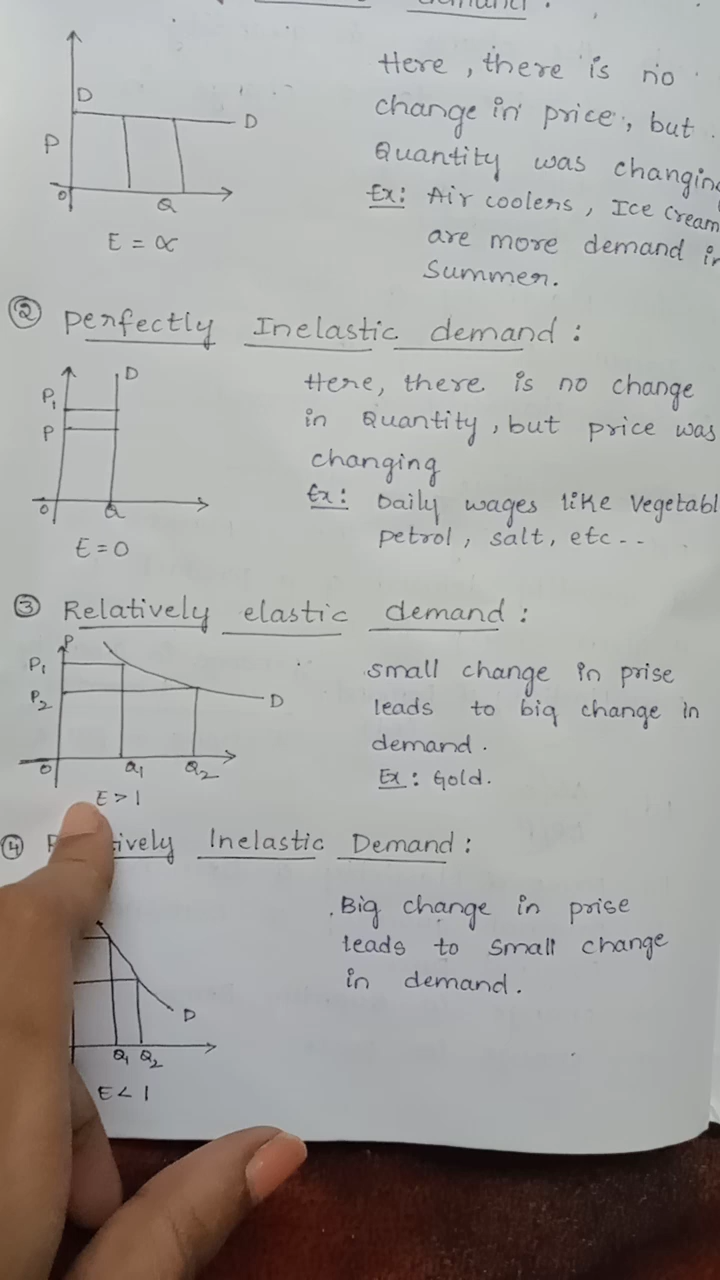 Here, there is no
change in price, but
Quantity was changing
Ex: Air coolers, Ice cream
are more demand in
Summer.
D
D
P
O
Q
E = ∝
② Perfectly Inelastic demand:
Here, there is no change
in Quantity, but price was
changing
Ex: Daily wages like Vegetabl
petrol, salt, etc...
D
P1
P
O
Q
E = 0
③ Relatively elastic demand:
small change in prise
leads to big change in
demand.
Ex: Gold.
P
P1
P2
D
O
Q1
Q2
E > 1
④ Inelastic Demand:
Big change in prise
leads to small change
in demand.
D
Q1 Q2
E < 1